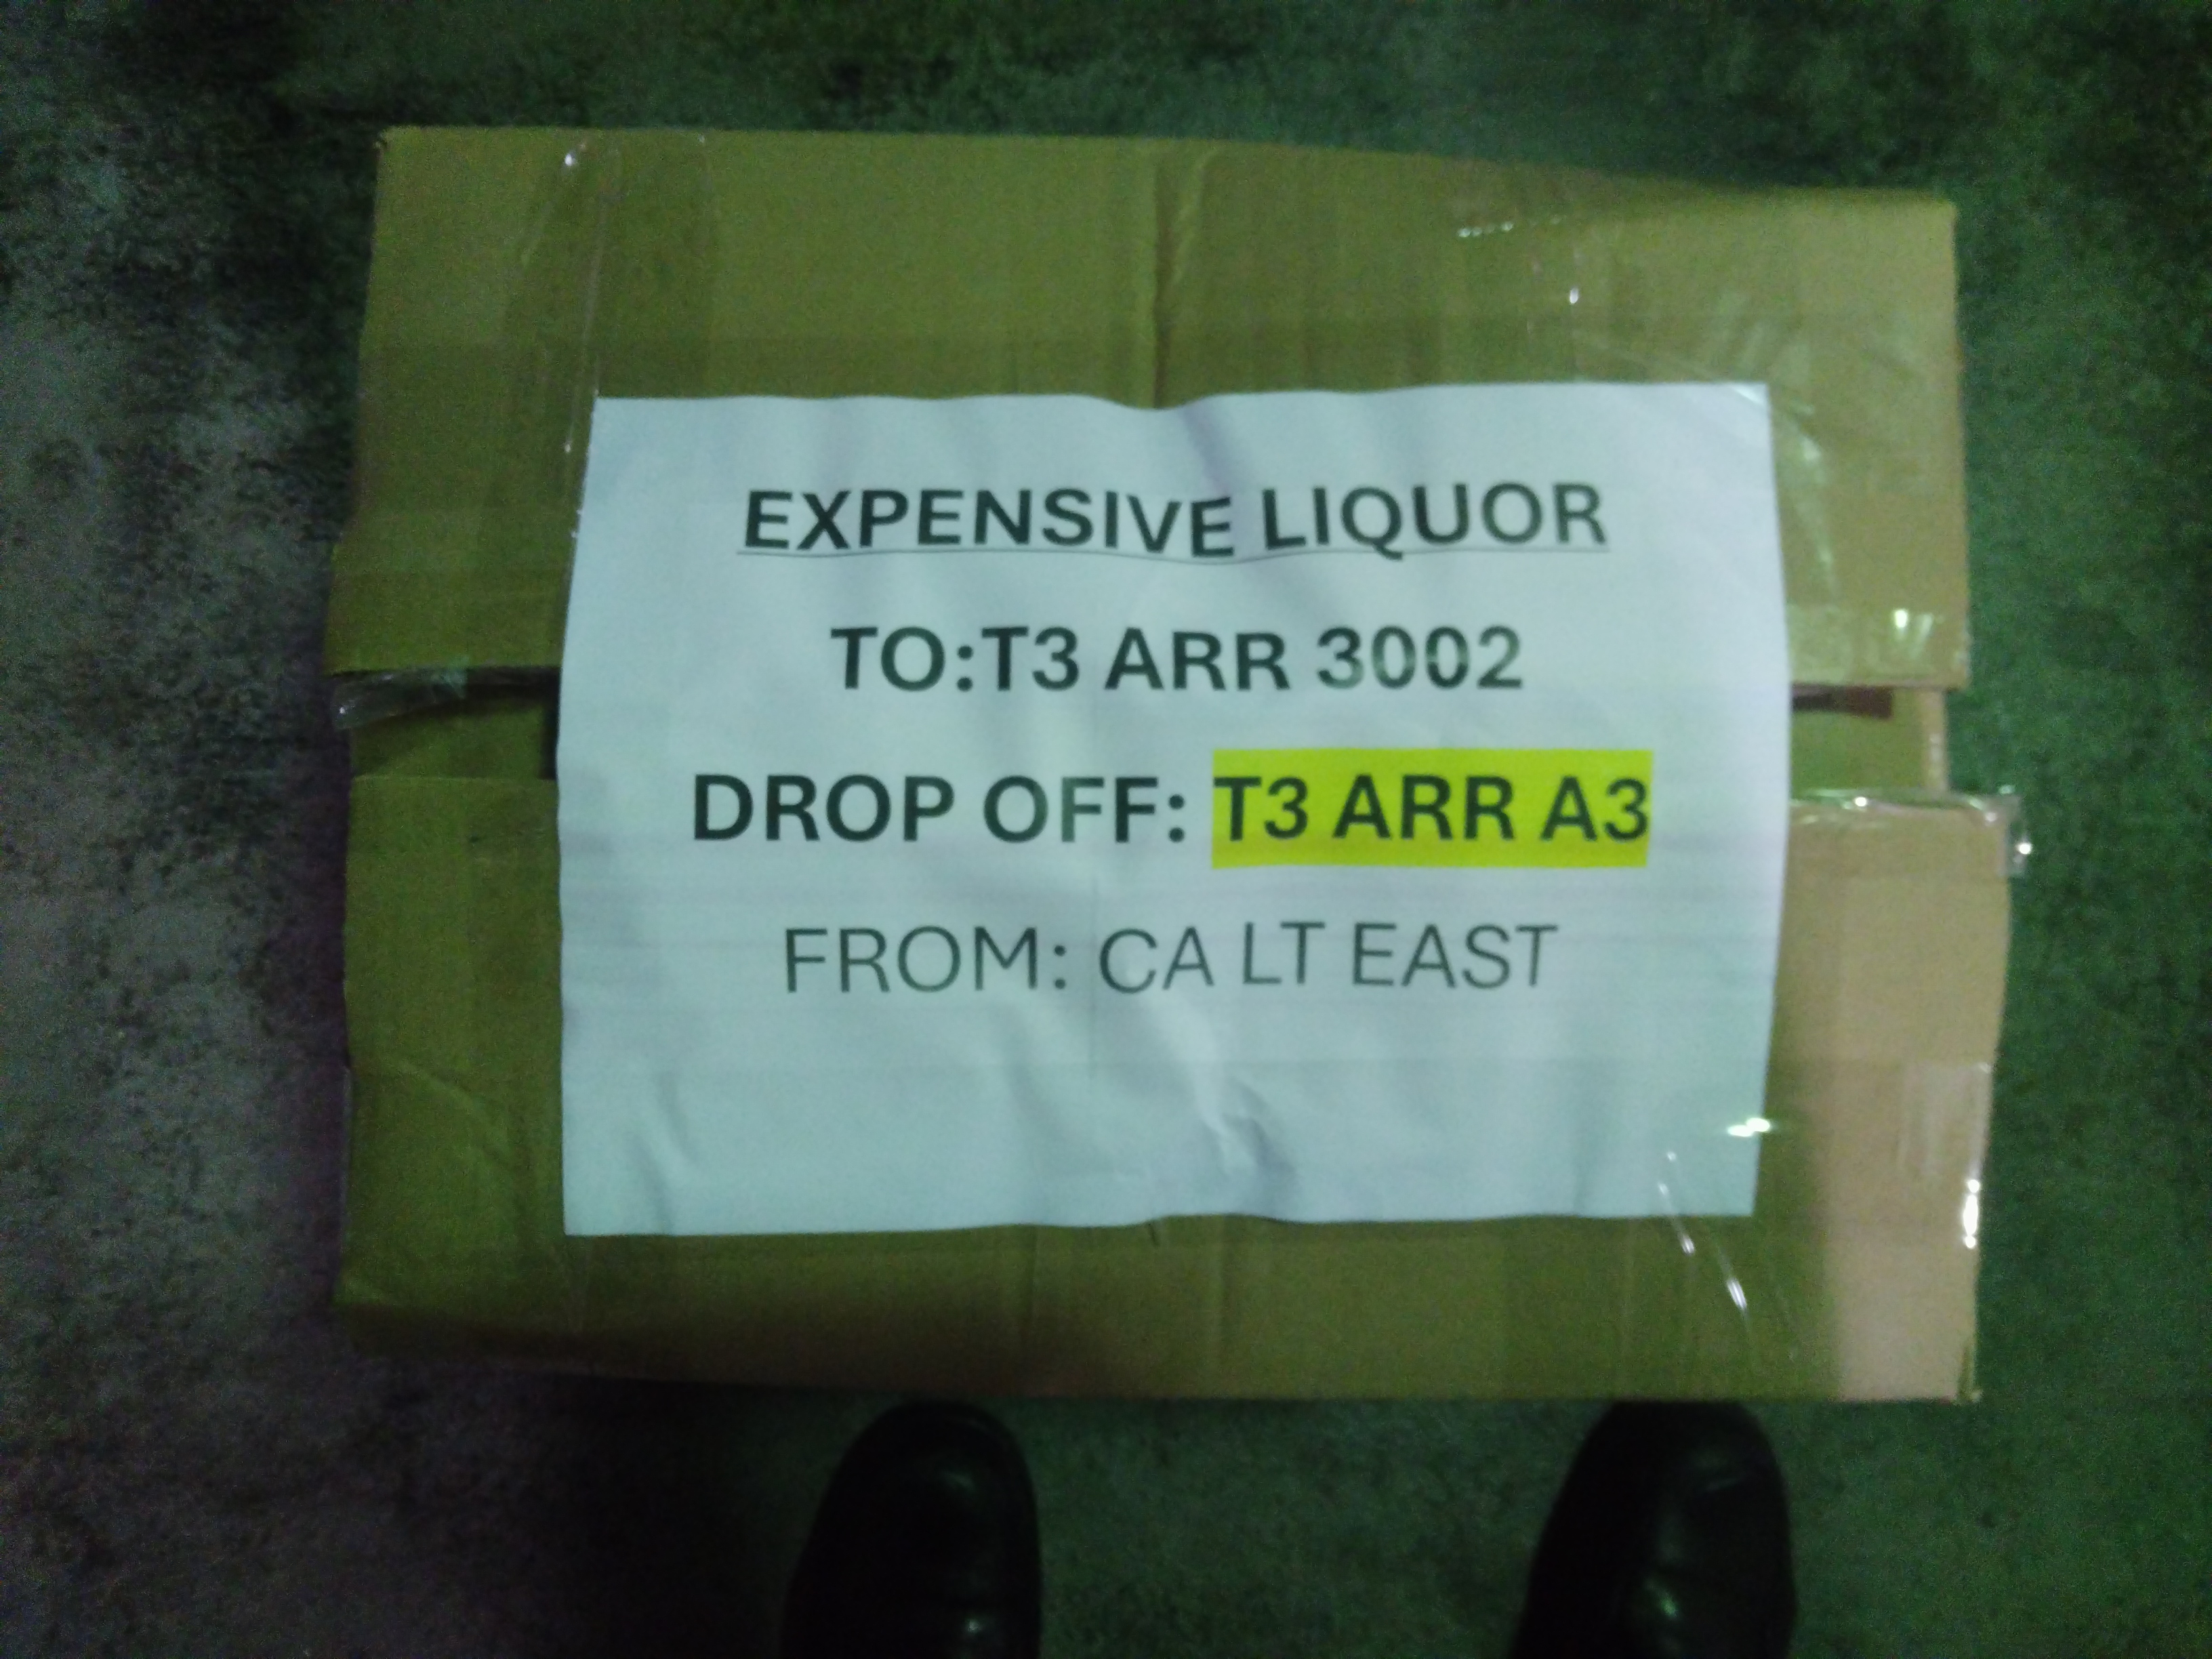 EXPENSIVE LIQUOR
TO:T3 ARR 3002
DROP OFF: T3 ARR A3
FROM: CA LT EAST